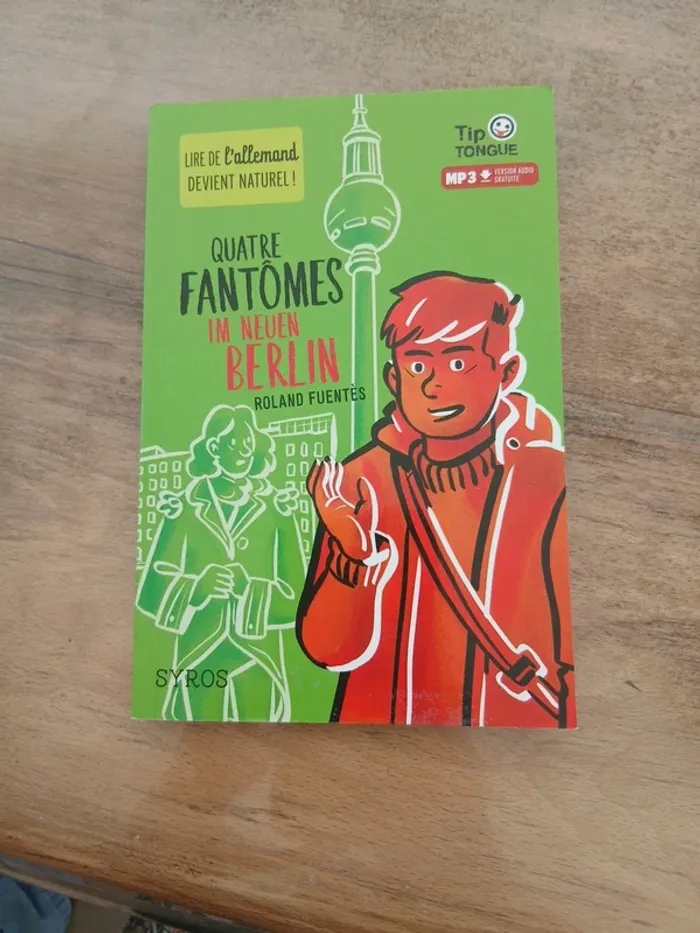 LIRE DE l'allemand
DEVIENT NATUREL !
Tip
TONGUE
MP3 VERSION AUDIO
GRATUITE
QUATRE
FANTÔMES
IM NEUEN
BERLIN
ROLAND FUENTÈS
SYROS